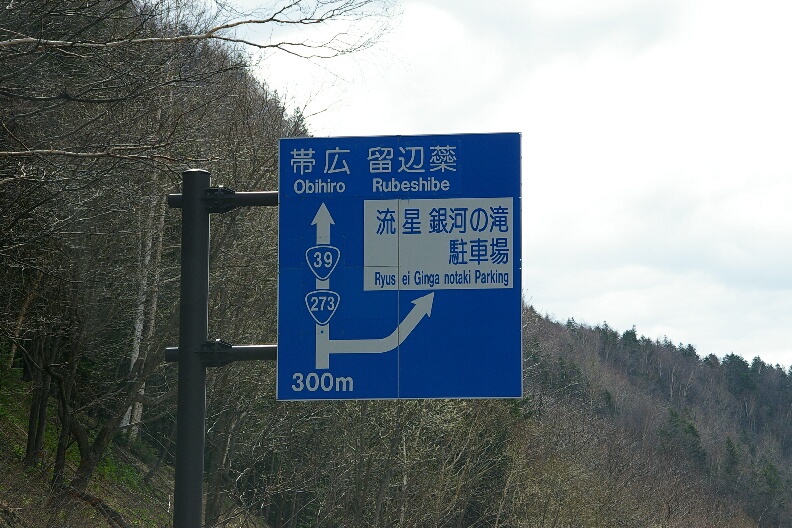 帯広 留辺蘂
Obihiro Rubeshibe
流星 銀河の滝
駐車場
Ryusei Ginga notaki Parking
39
273
300m